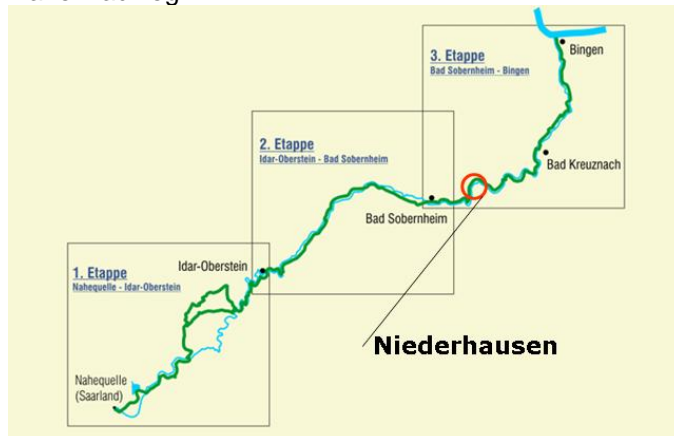 3. Etappe
Bad Sobernheim - Bingen
Bingen
2. Etappe
Idar-Oberstein - Bad Sobernheim
Bad Kreuznach
Bad Sobernheim
1. Etappe
Nahequelle - Idar-Oberstein
Idar-Oberstein
Niederhausen
Nahequelle
(Saarland)